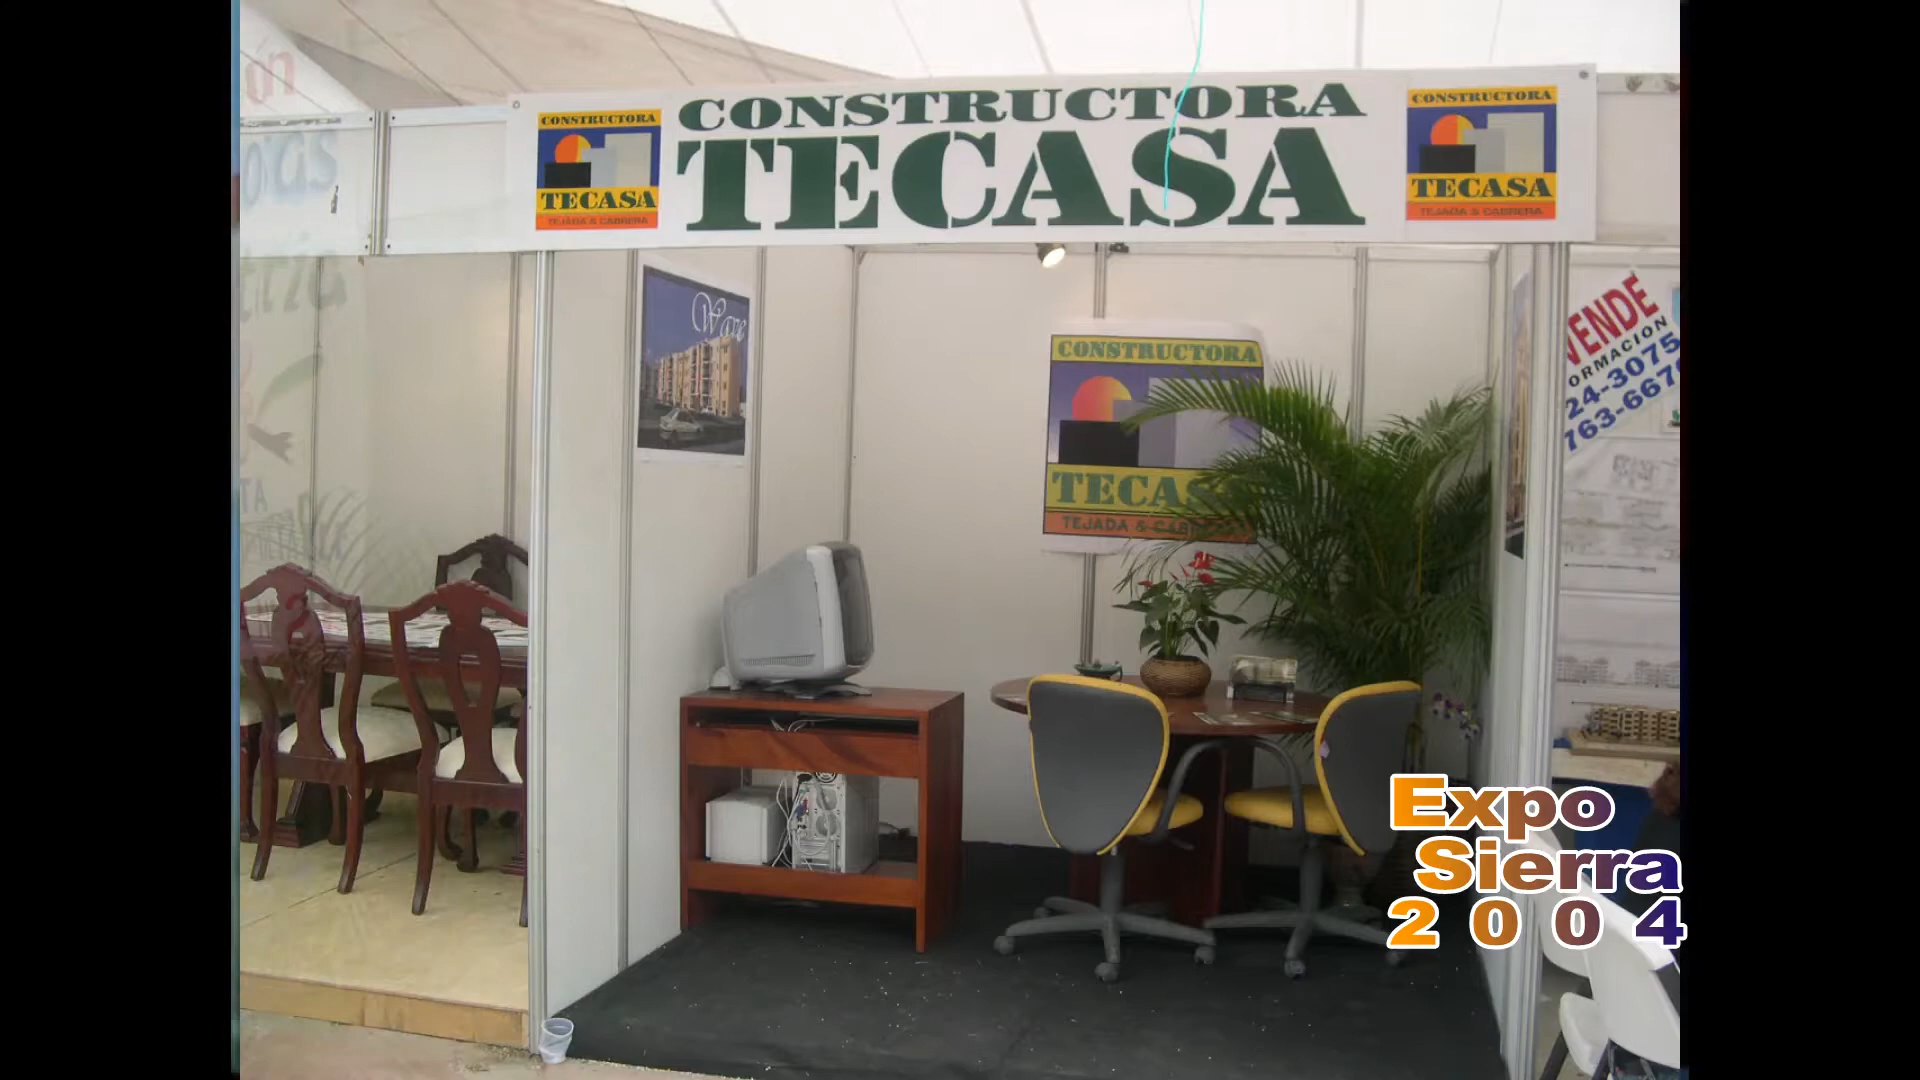 CONSTRUCTORA
TECASA
CONSTRUCTORA
TECASA
TEJADA & CABRERA
CONSTRUCTORA
TECASA
TEJADA & CABRERA
CONSTRUCTORA
TECASA
TEJADA &
VENDE
24-3075
763-667
Expo
Sierra
2004